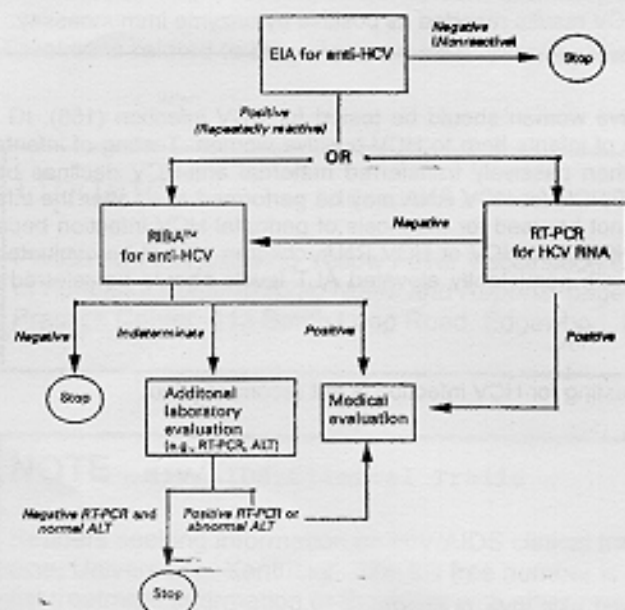 EIA for anti-HCV
Negative
(Nonreactive)
Stop
Positive
(Repeatedly reactive)
OR
RIBA™
for anti-HCV
Negative
RT-PCR
for HCV RNA
Negative
Indeterminate
Positive
Positive
Stop
Additonal
laboratory
evaluation
(e.g., RT-PCR, ALT)
Medical
evaluation
Negative RT-PCR and
normal ALT
Positive RT-PCR or
abnormal ALT
Stop